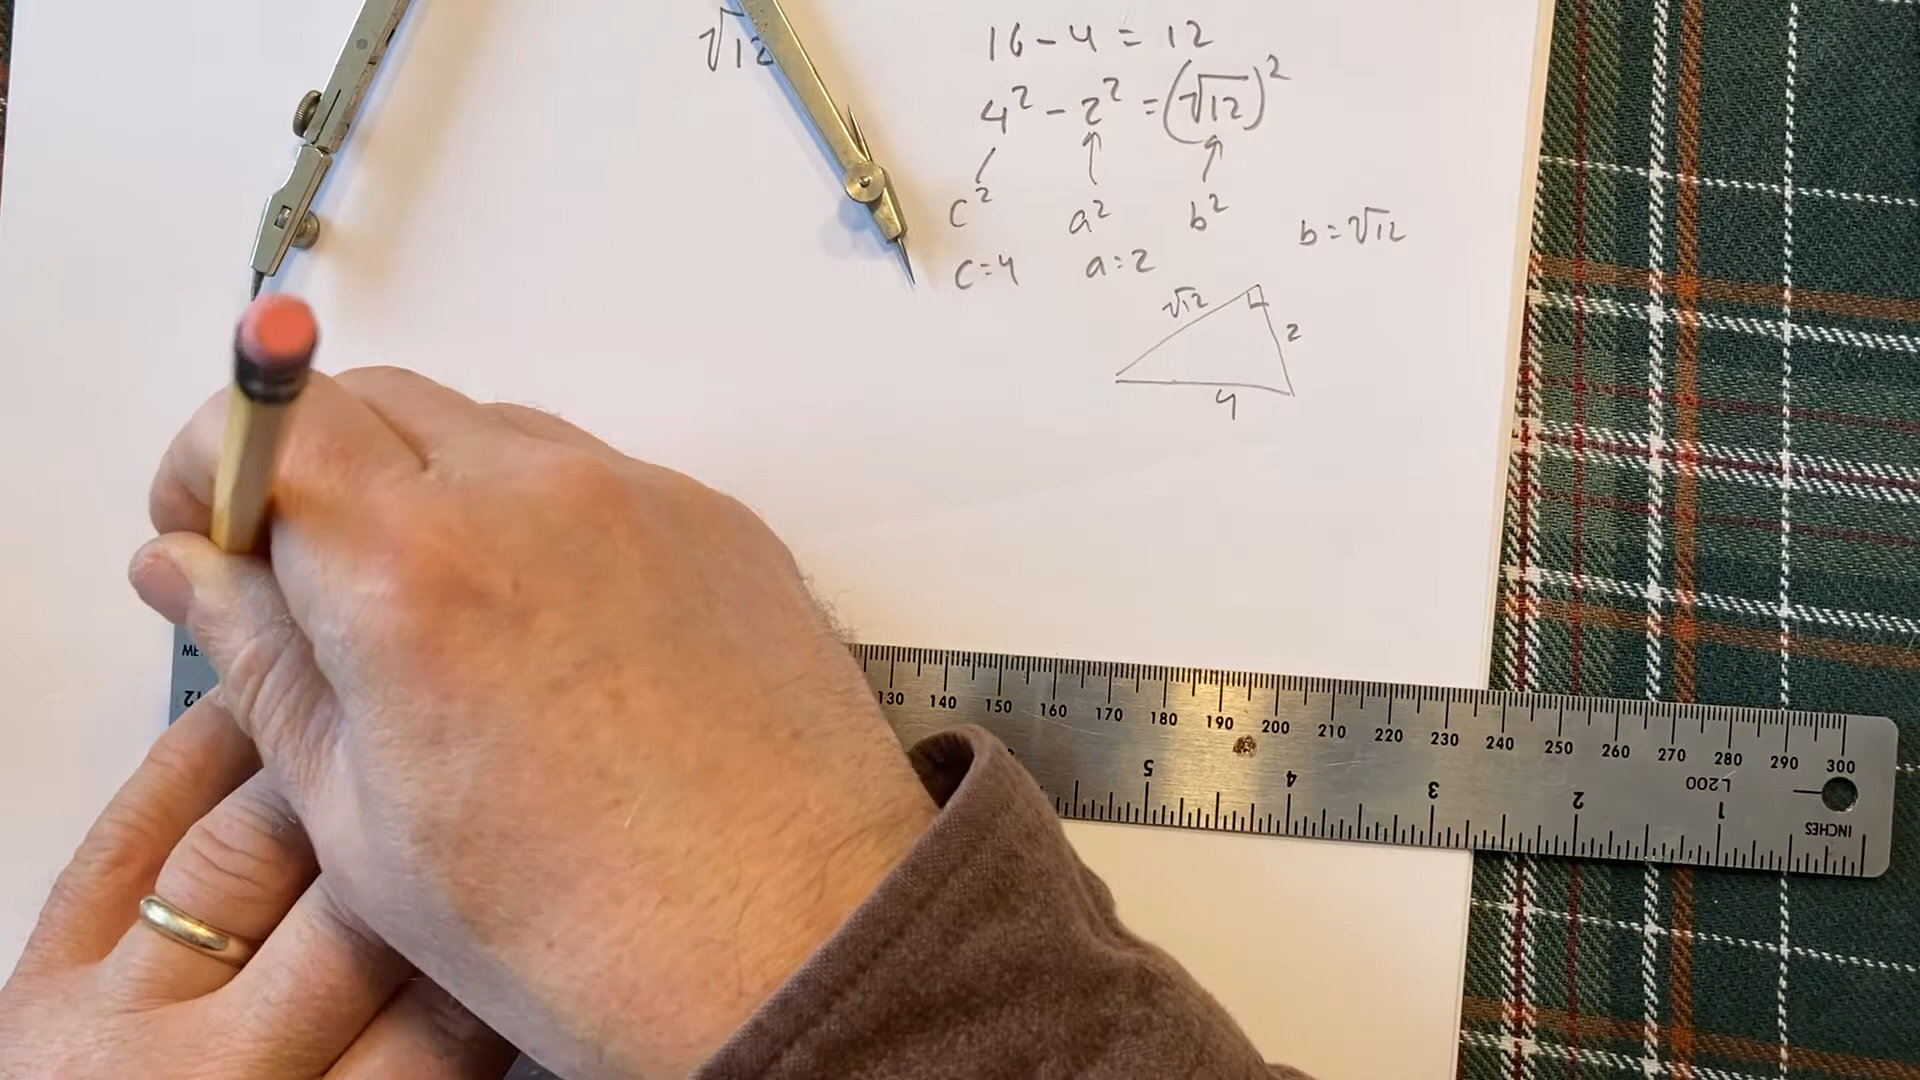 √12
16 - 4 = 12
4² - 2² = (√12)²
c² a² b²
b = √12
c = 4 a = 2
√12
2
4
130 140 150 160 170 180 190 200 210 220 230 240 250 260 270 280 290 300
L200
5 4 3 2 1
INCHES
12